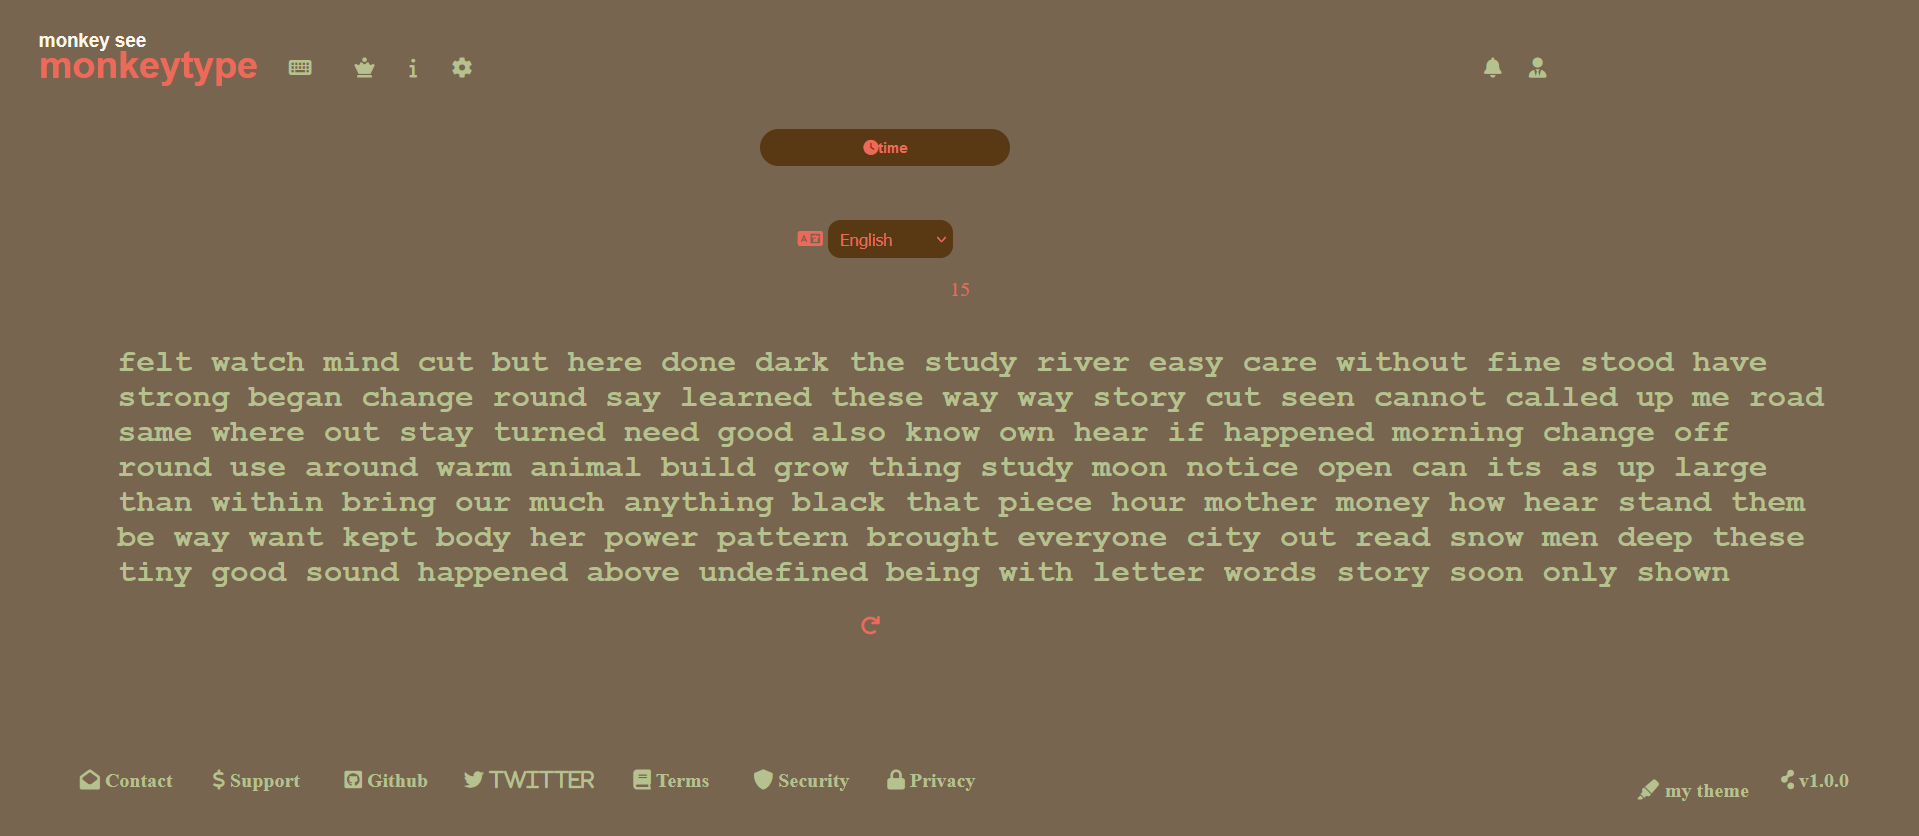 monkey see
monkeytype
time
English
15
felt watch mind cut but here done dark the study river easy care without fine stood have
strong began change round say learned these way way story cut seen cannot called up me road
same where out stay turned need good also know own hear if happened morning change off
round use around warm animal build grow thing study moon notice open can its as up large
than within bring our much anything black that piece hour mother money how hear stand them
be way want kept body her power pattern brought everyone city out read snow men deep these
tiny good sound happened above undefined being with letter words story soon only shown
Contact Support Github TWITTER Terms Security Privacy my theme v1.0.0